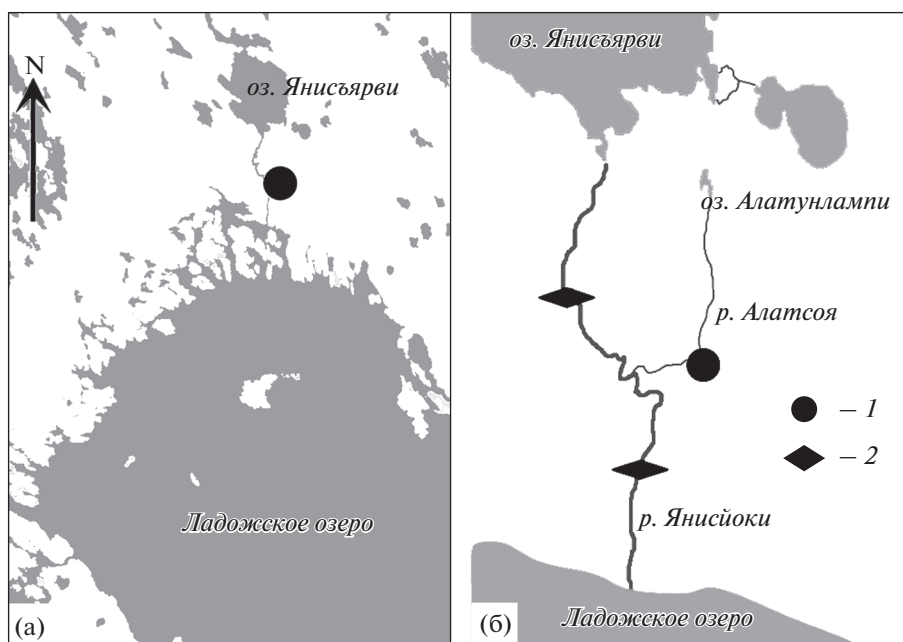 N
оз. Янисъярви
Ладожское озеро
(а)
оз. Янисъярви
оз. Алатунлампи
р. Алатсоя
– 1
– 2
р. Янисйоки
Ладожское озеро
(б)